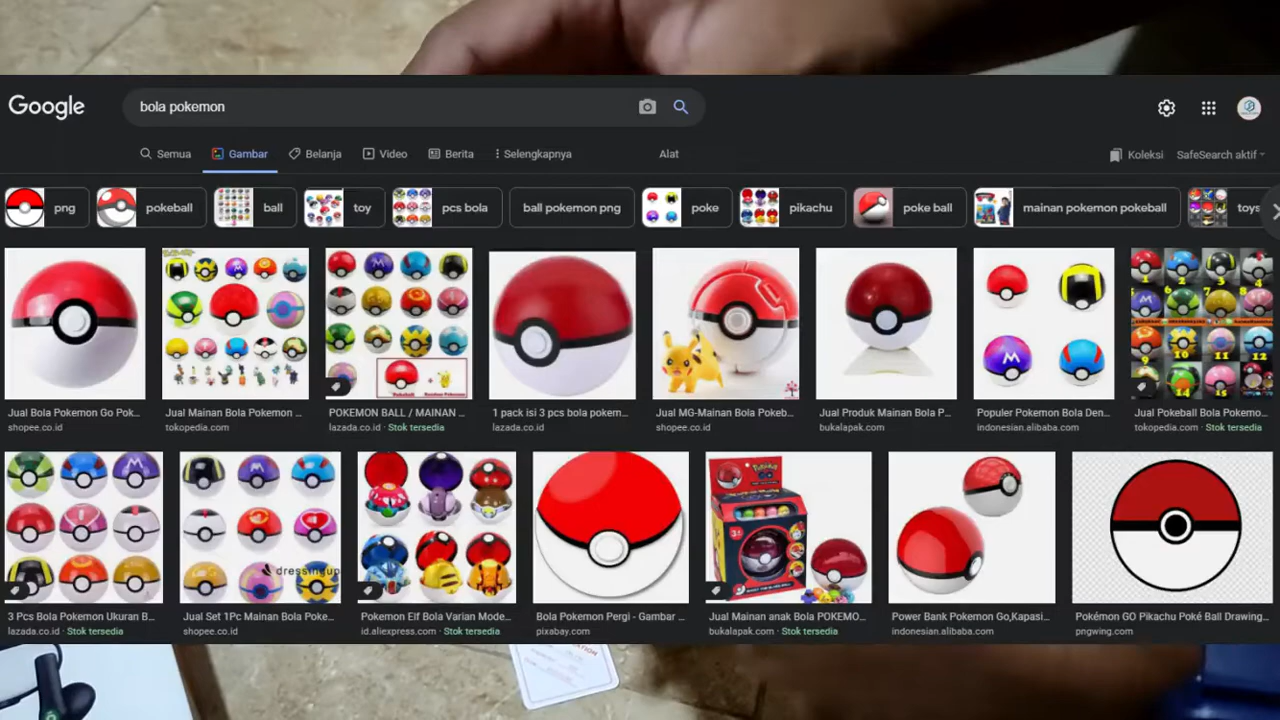 Google
bola pokemon
Semua
Gambar
Belanja
Video
Berita
Selengkapnya
Alat
Koleksi
SafeSearch aktif
png
pokeball
ball
toy
pcs bola
ball pokemon png
poke
pikachu
poke ball
mainan pokemon pokeball
toys
Jual Bola Pokemon Go Pok...
shopee.co.id
Jual Mainan Bola Pokemon ...
tokopedia.com
POKEMON BALL / MAINAN ...
lazada.co.id · Stok tersedia
1 pack isi 3 pcs bola pokem...
lazada.co.id
Jual MG-Mainan Bola Pokeb...
shopee.co.id
Jual Produk Mainan Bola P...
bukalapak.com
Populer Pokemon Bola Den...
indonesian.alibaba.com
Jual Pokeball Bola Pokemo...
tokopedia.com · Stok tersedia
3 Pcs Bola Pokemon Ukuran B...
lazada.co.id · Stok tersedia
dressingup
Jual Set 1Pc Mainan Bola Poke...
shopee.co.id
Pokemon Elf Bola Varian Mode...
id.aliexpress.com · Stok tersedia
Bola Pokemon Pergi - Gambar ...
pixabay.com
Jual Mainan anak Bola POKEMO...
bukalapak.com · Stok tersedia
Power Bank Pokemon Go,Kapasi...
indonesian.alibaba.com
Pokémon GO Pikachu Poké Ball Drawing...
pngwing.com